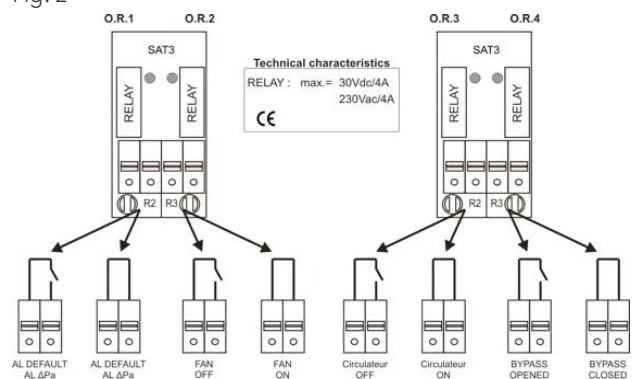 Fig. 2
O.R.1 O.R.2 O.R.3 O.R.4
SAT3 SAT3
Technical characteristics
RELAY : max.= 30Vdc/4A
230Vac/4A
CE
RELAY RELAY RELAY RELAY
R2 R3 R2 R3
AL DEFAULT AL DEFAULT FAN FAN Circulateur Circulateur BYPASS BYPASS
AL ΔPa AL ΔPa OFF ON OFF ON OPENED CLOSED